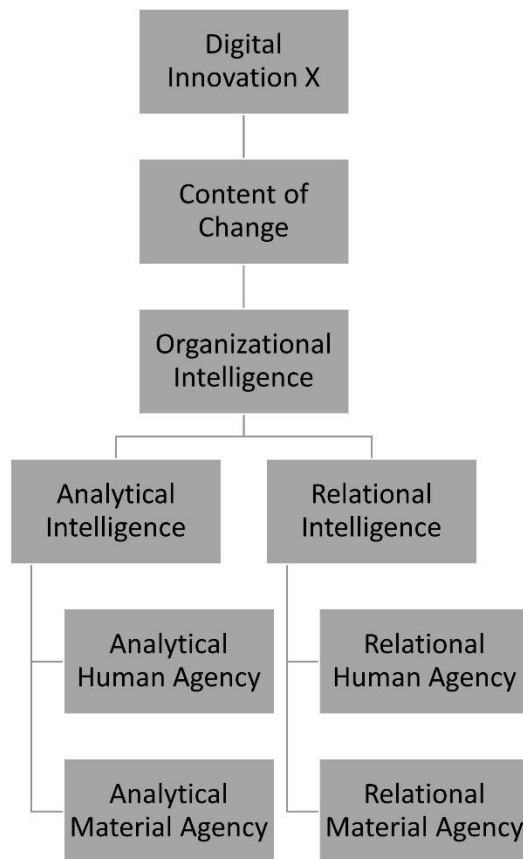 Digital
Innovation X
Content of
Change
Organizational
Intelligence
Analytical
Intelligence
Relational
Intelligence
Analytical
Human Agency
Relational
Human Agency
Analytical
Material Agency
Relational
Material Agency